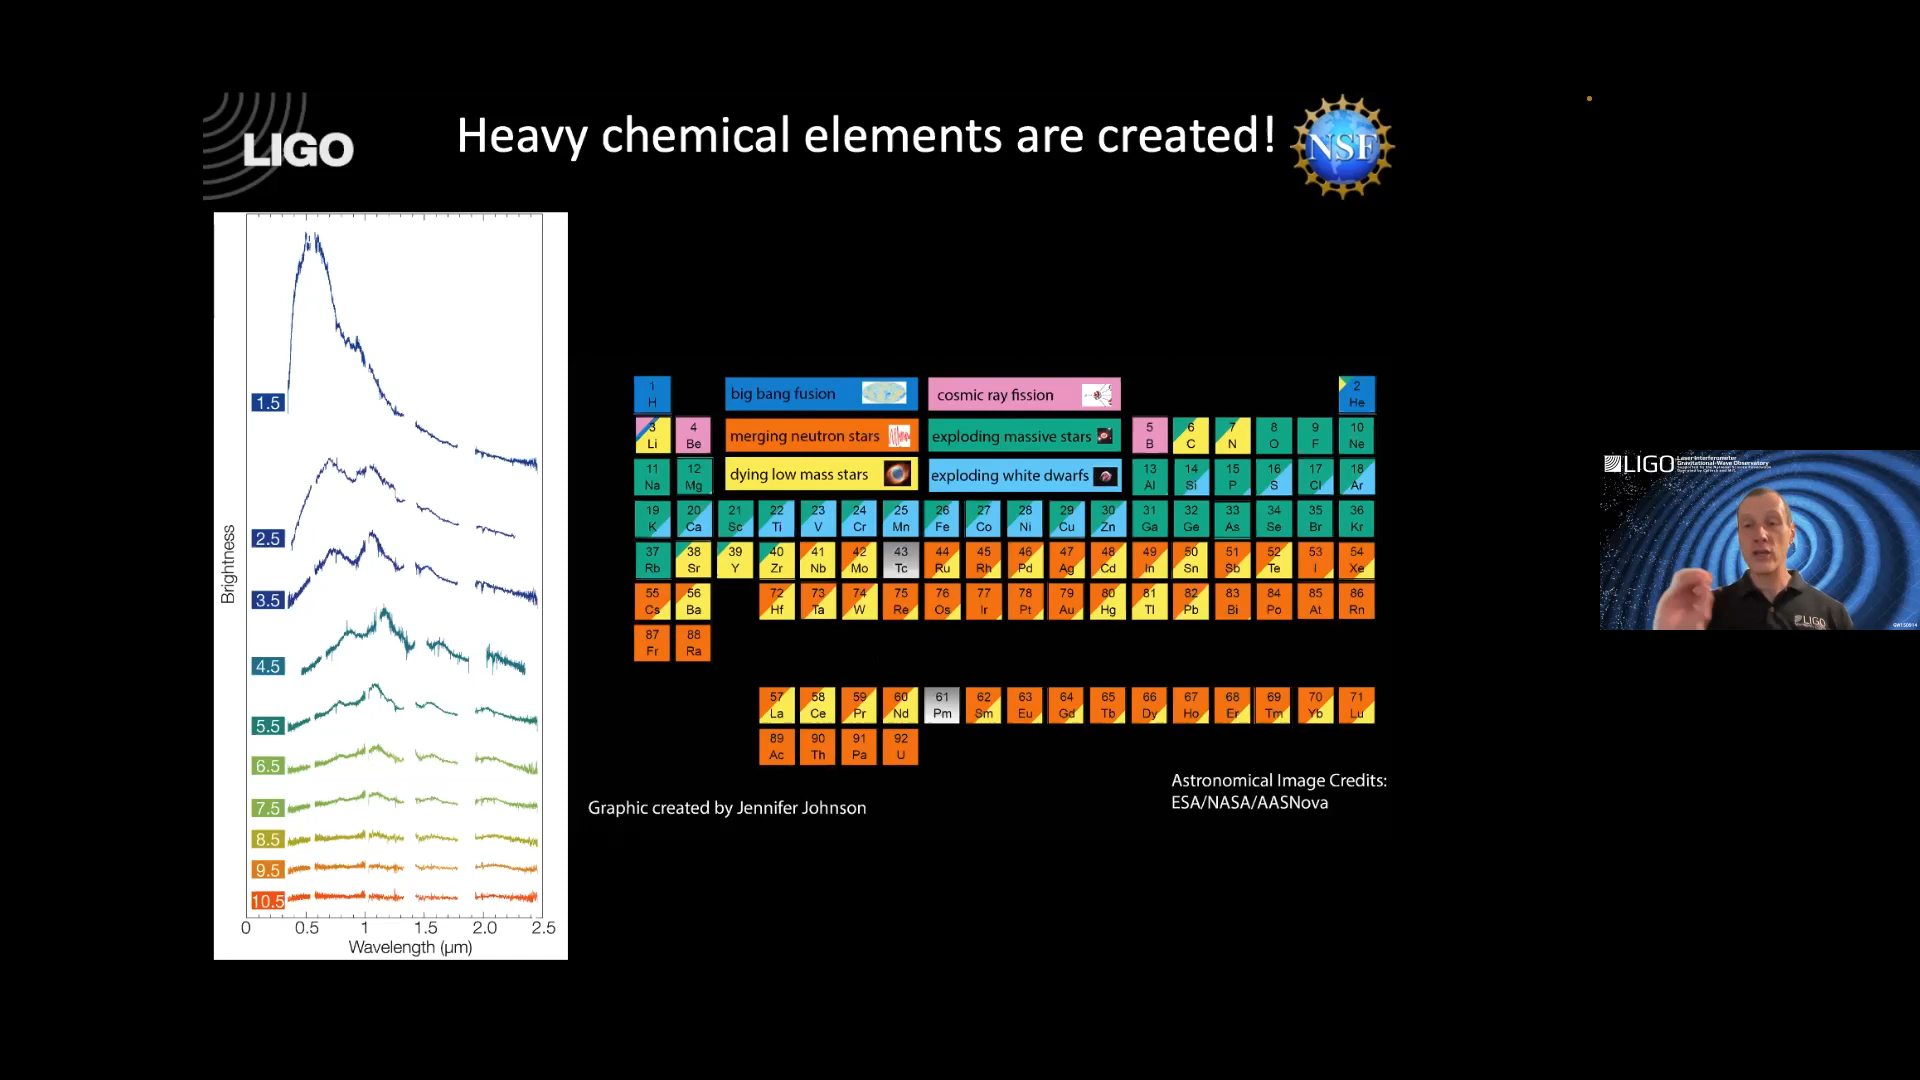 LIGO
Heavy chemical elements are created!
NSF
1.5
2.5
3.5
4.5
5.5
6.5
7.5
8.5
9.5
10.5
Brightness
0 0.5 1 1.5 2.0 2.5
Wavelength (µm)
big bang fusion
cosmic ray fission
merging neutron stars
exploding massive stars
dying low mass stars
exploding white dwarfs
1 2
H He
3 4 5 6 7 8 9 10
Li Be B C N O F Ne
11 12 13 14 15 16 17 18
Na Mg Al Si P S Cl Ar
19 20 21 22 23 24 25 26 27 28 29 30 31 32 33 34 35 36
K Ca Sc Ti V Cr Mn Fe Co Ni Cu Zn Ga Ge As Se Br Kr
37 38 39 40 41 42 43 44 45 46 47 48 49 50 51 52 53 54
Rb Sr Y Zr Nb Mo Tc Ru Rh Pd Ag Cd In Sn Sb Te I Xe
55 56 72 73 74 75 76 77 78 79 80 81 82 83 84 85 86
Cs Ba Hf Ta W Re Os Ir Pt Au Hg Tl Pb Bi Po At Rn
87 88
Fr Ra
57 58 59 60 61 62 63 64 65 66 67 68 69 70 71
La Ce Pr Nd Pm Sm Eu Gd Tb Dy Ho Er Tm Yb Lu
89 90 91 92
Ac Th Pa U
Graphic created by Jennifer Johnson
Astronomical Image Credits:
ESA/NASA/AASNova
LIGO
Laser Interferometer
Gravitational-Wave Observatory
LIGO
GW150914